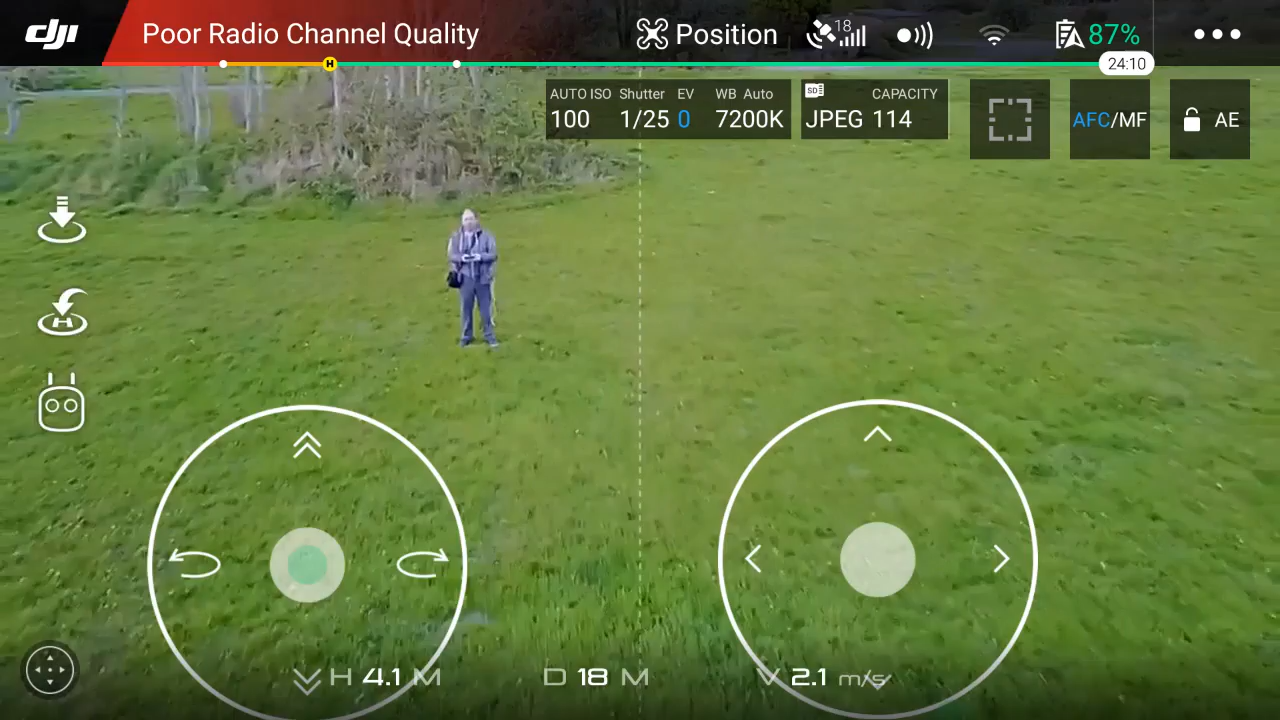 dji
Poor Radio Channel Quality
Position
18
87%
H
24:10
AUTO ISO Shutter EV WB Auto
100 1/25 0 7200K
SD
CAPACITY
JPEG 114
AFC/MF
AE
H
H 4.1 M D 18 M V 2.1 m/s